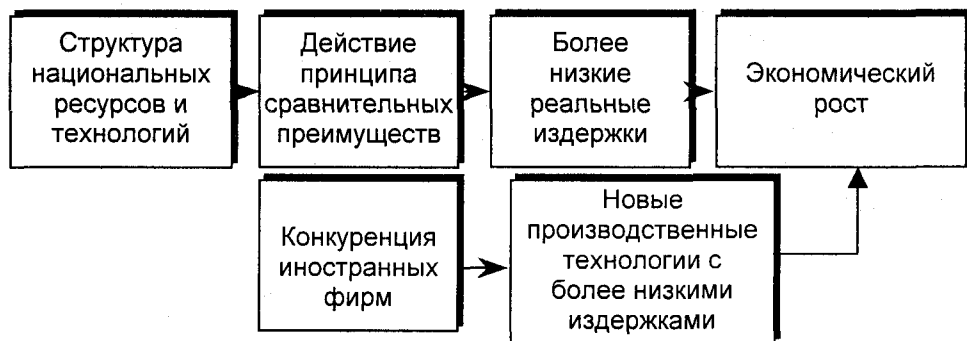 Структура
национальных
ресурсов и
технологий
Действие
принципа
сравнительных
преимуществ
Более
низкие
реальные
издержки
Экономический
рост
Конкуренция
иностранных
фирм
Новые
производственные
технологии с
более низкими
издержками